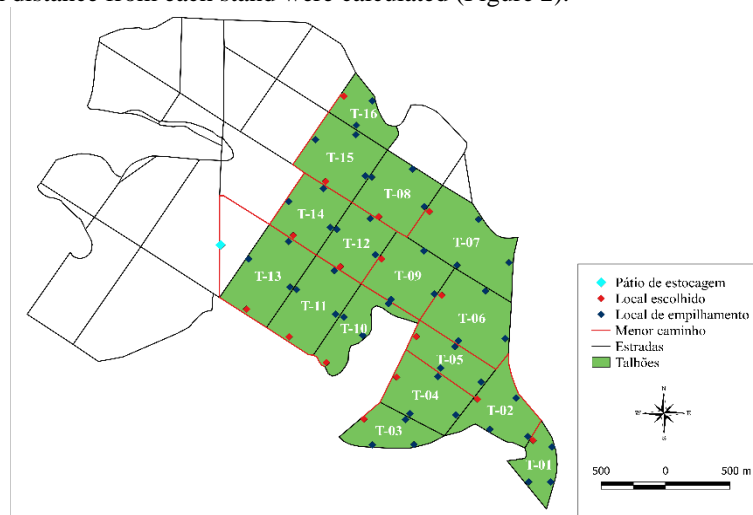 distance from each stand were calculated (Figure 2).
T-16
T-15
T-08
T-14
T-07
T-12
T-13
T-09
T-11
T-06
T-10
T-05
T-04
T-02
T-03
T-01
Pátio de estocagem
Local escolhido
Local de empilhamento
Menor caminho
Estradas
Talhões
N
W E
S
500 0 500 m